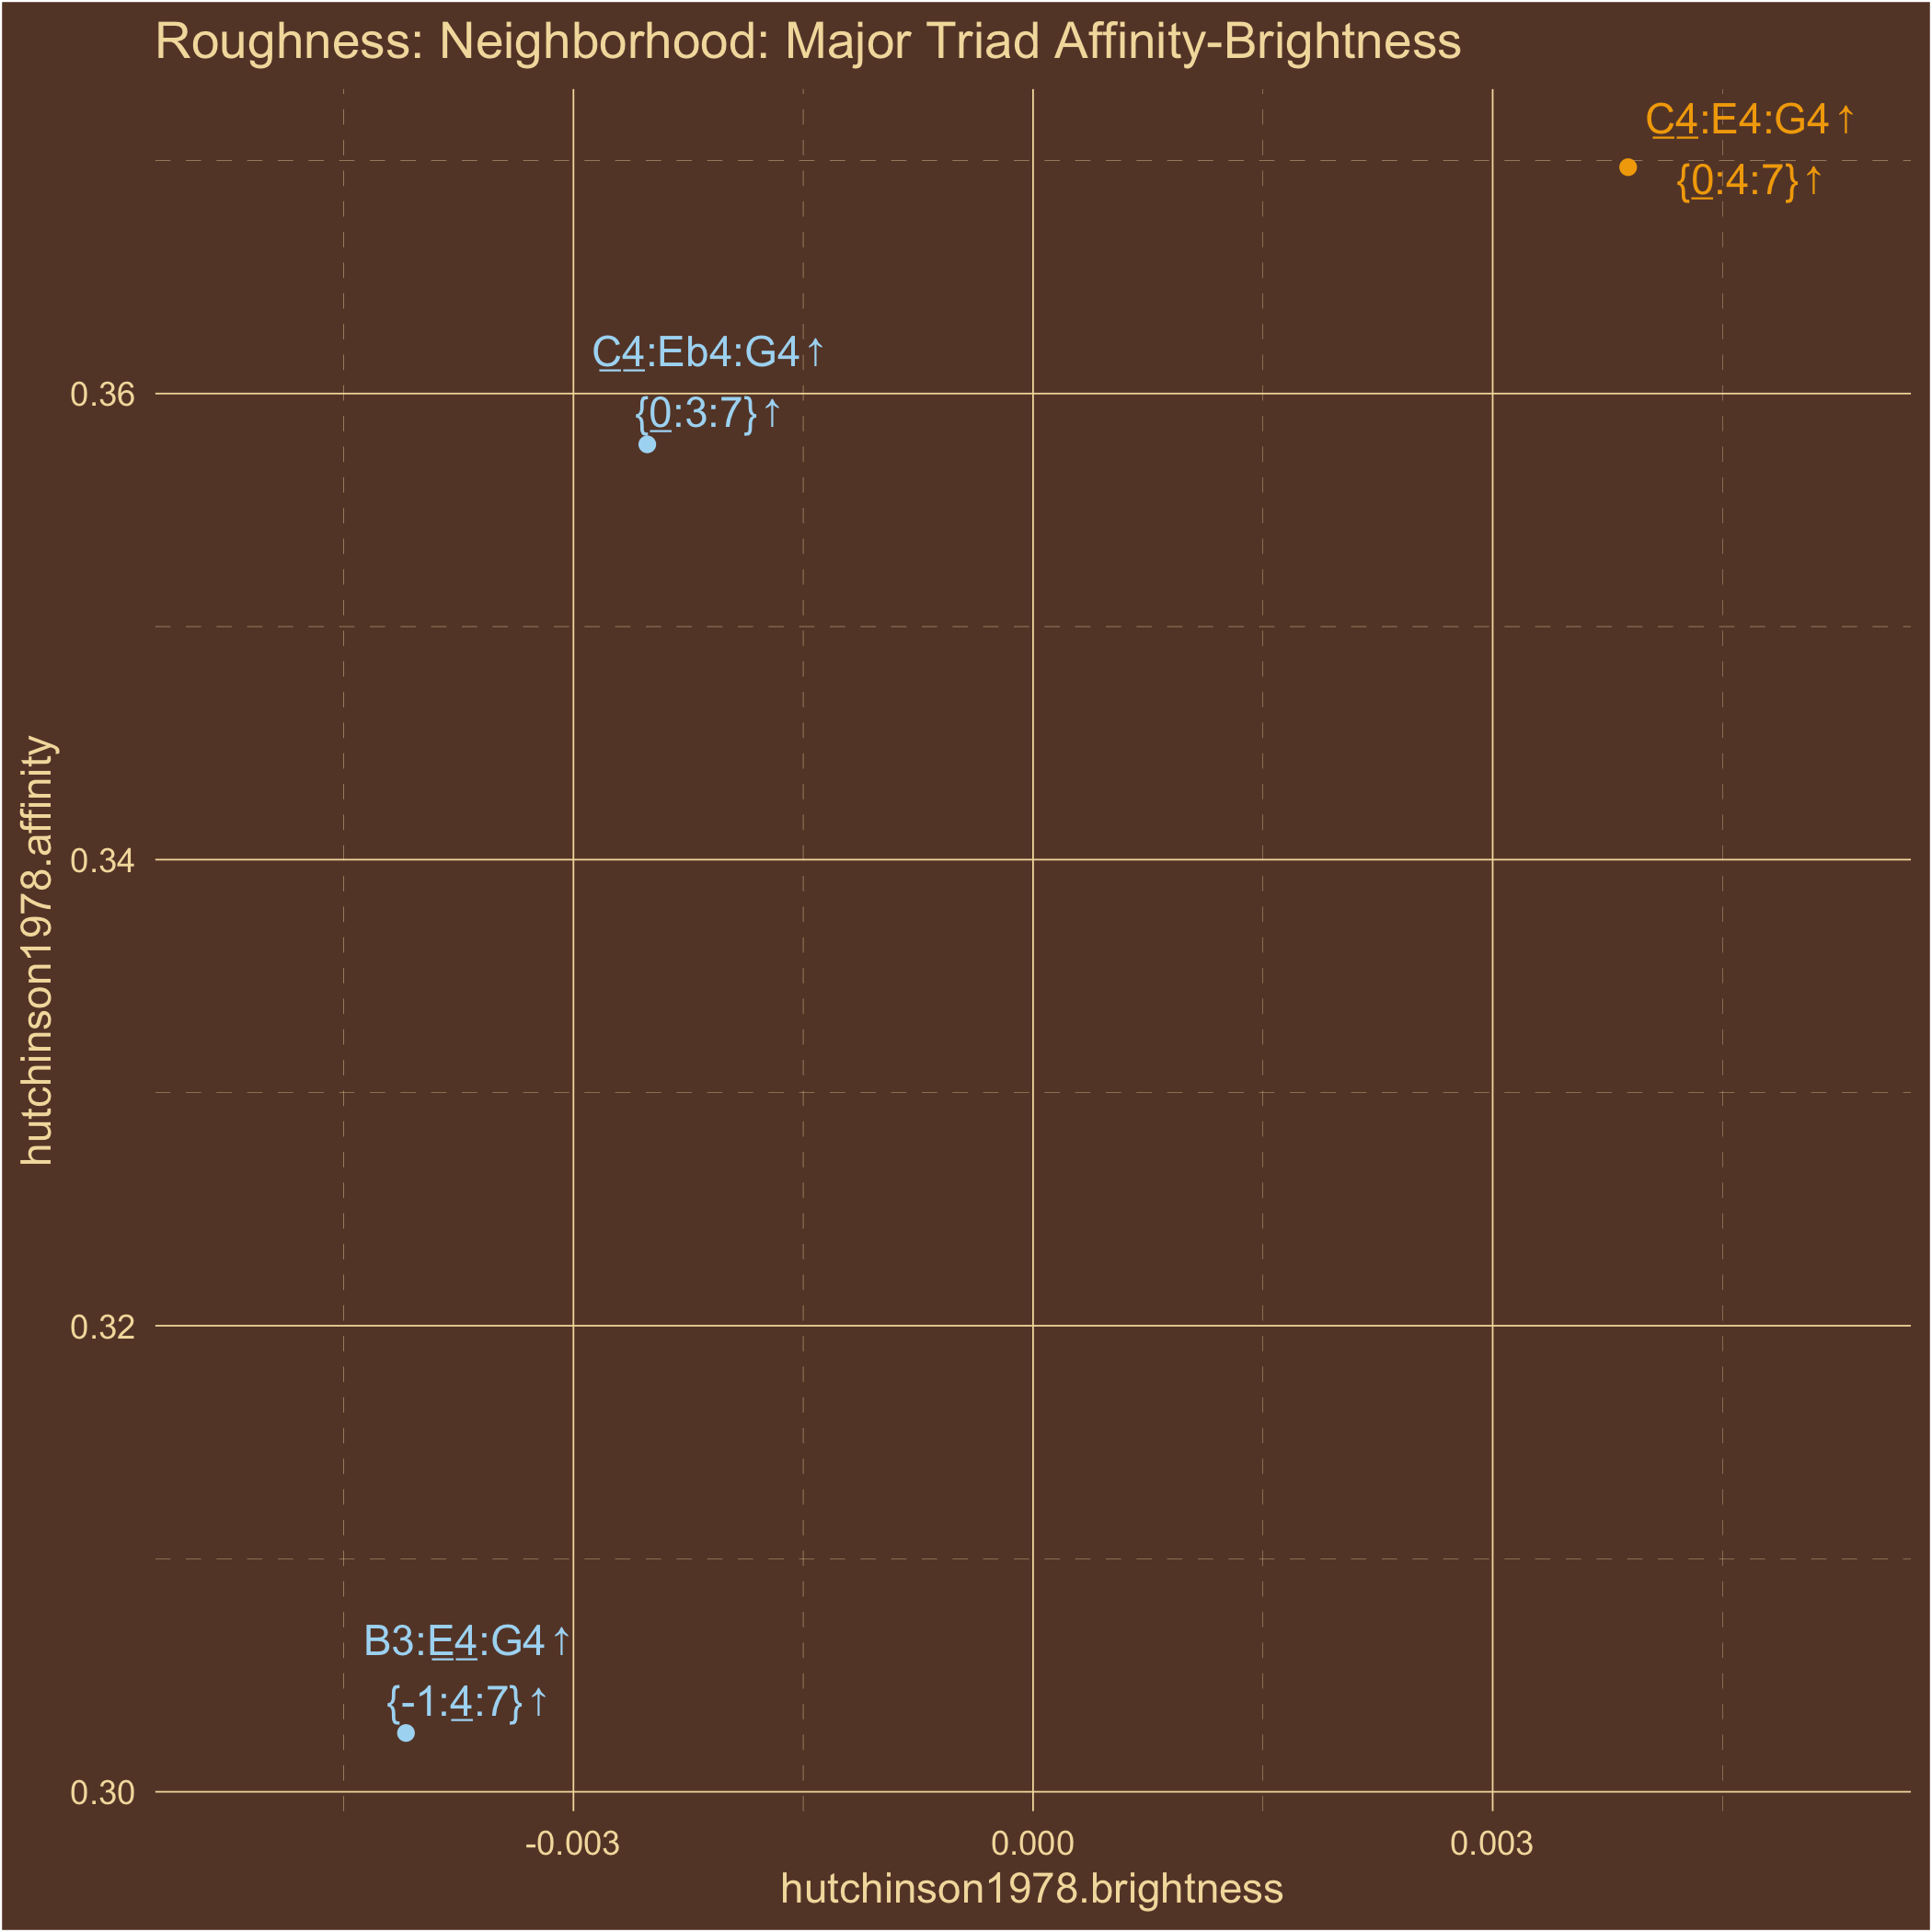 Roughness: Neighborhood: Major Triad Affinity-Brightness
C4:E4:G4↑
{0:4:7}↑
C4:Eb4:G4↑
{0:3:7}↑
0.36
0.34
hutchinson1978.affinity
0.32
B3:E4:G4↑
{-1:4:7}↑
0.30
-0.003
0.000
0.003
hutchinson1978.brightness